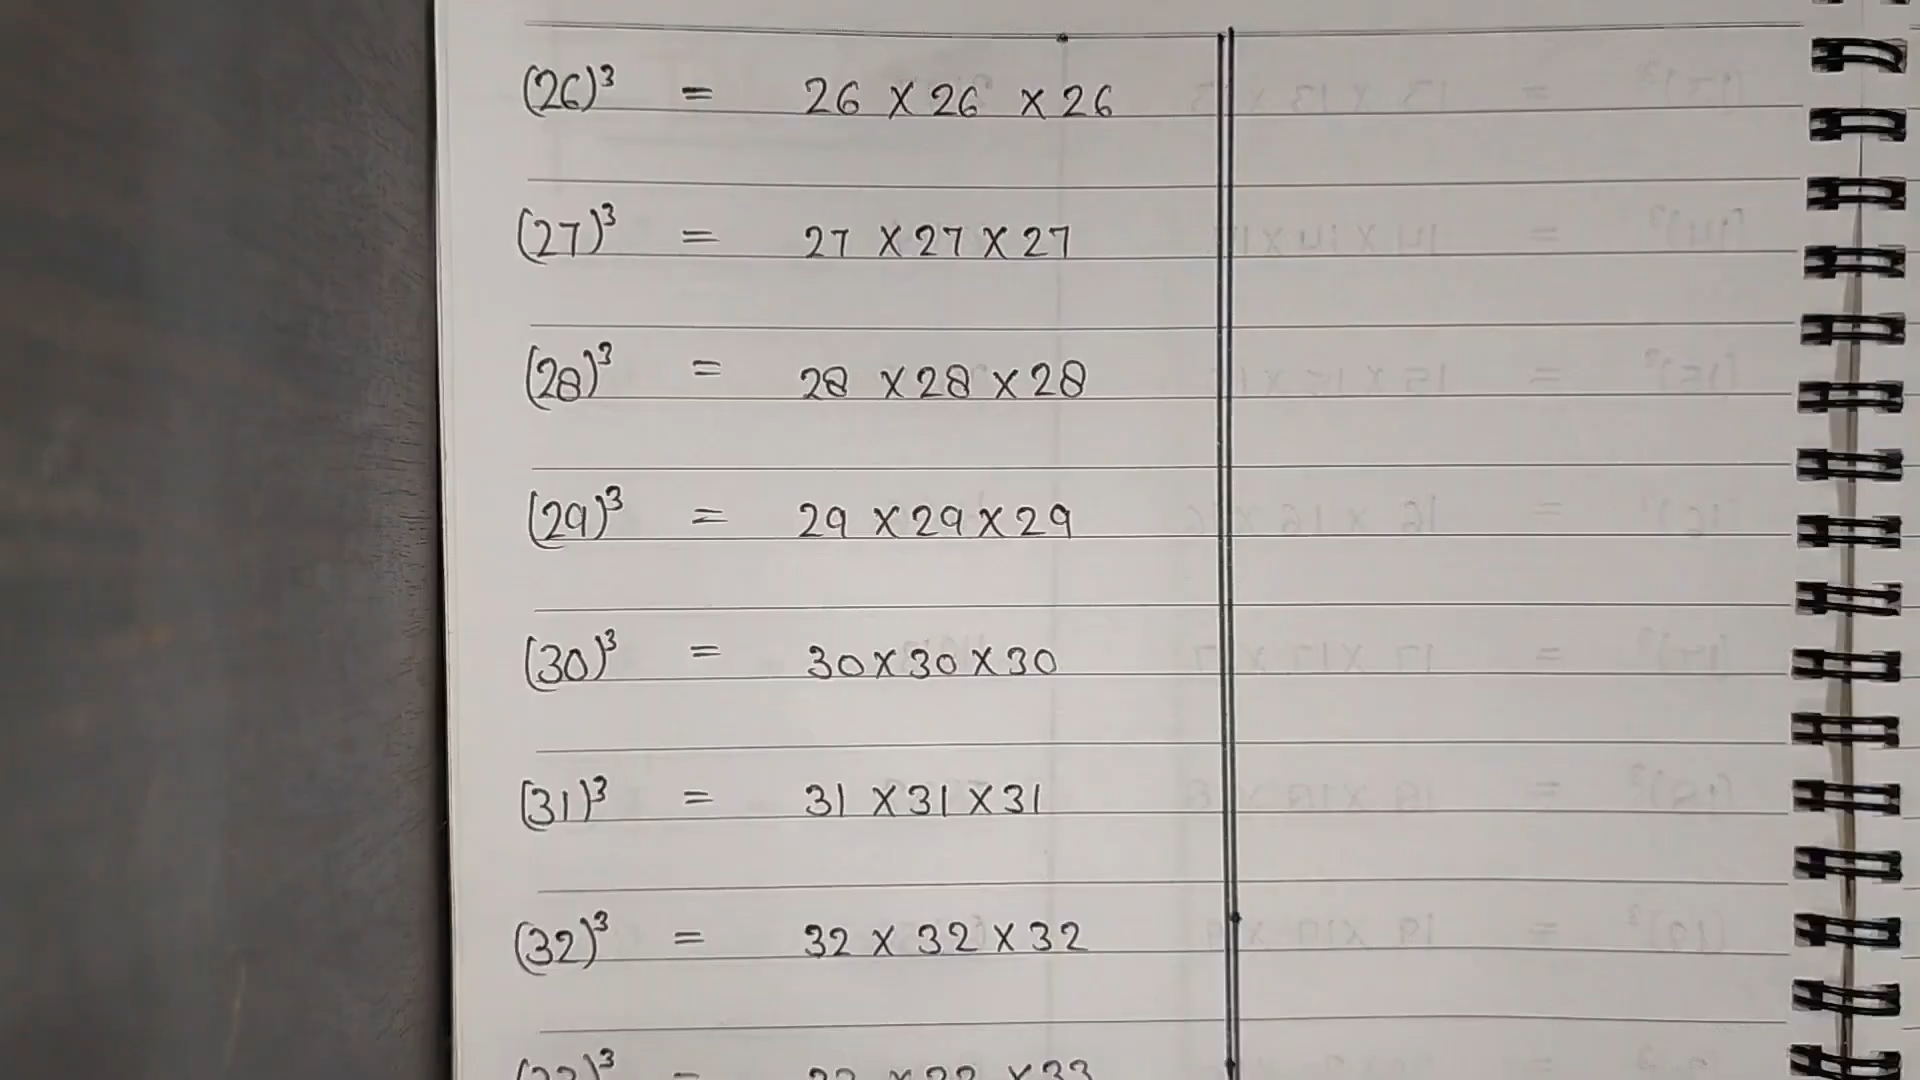 (26)³ = 26 × 26 × 26
(27)³ = 27 × 27 × 27
(28)³ = 28 × 28 × 28
(29)³ = 29 × 29 × 29
(30)³ = 30 × 30 × 30
(31)³ = 31 × 31 × 31
(32)³ = 32 × 32 × 32